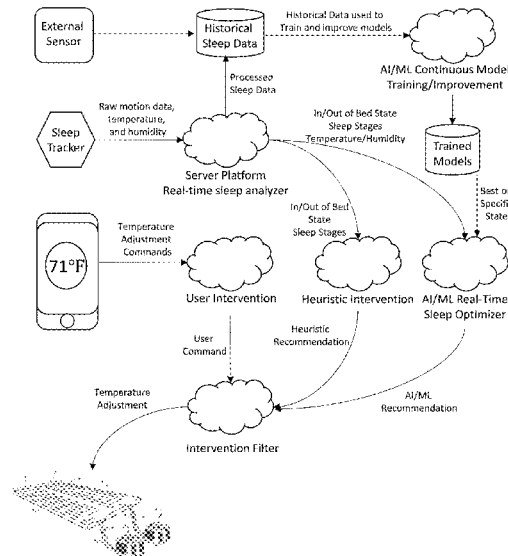 External
Sensor
Historical
Sleep Data
Historical Data used to
Train and improve models
AI/ML Continuous Model
Training/Improvement
Processed
Sleep Data
Sleep
Tracker
Raw motion data,
temperature,
and humidity
Server Platform
Real-time sleep analyzer
In/Out of Bed State
Sleep Stages
Temperature/Humidity
Trained
Models
Best or
Specific
State
In/Out of Bed
State
Sleep Stages
71°F
Temperature
Adjustment
Commands
User Intervention
Heuristic Intervention
AI/ML Real-Time
Sleep Optimizer
User
Command
Heuristic
Recommendation
AI/ML
Recommendation
Temperature
Adjustment
Intervention Filter